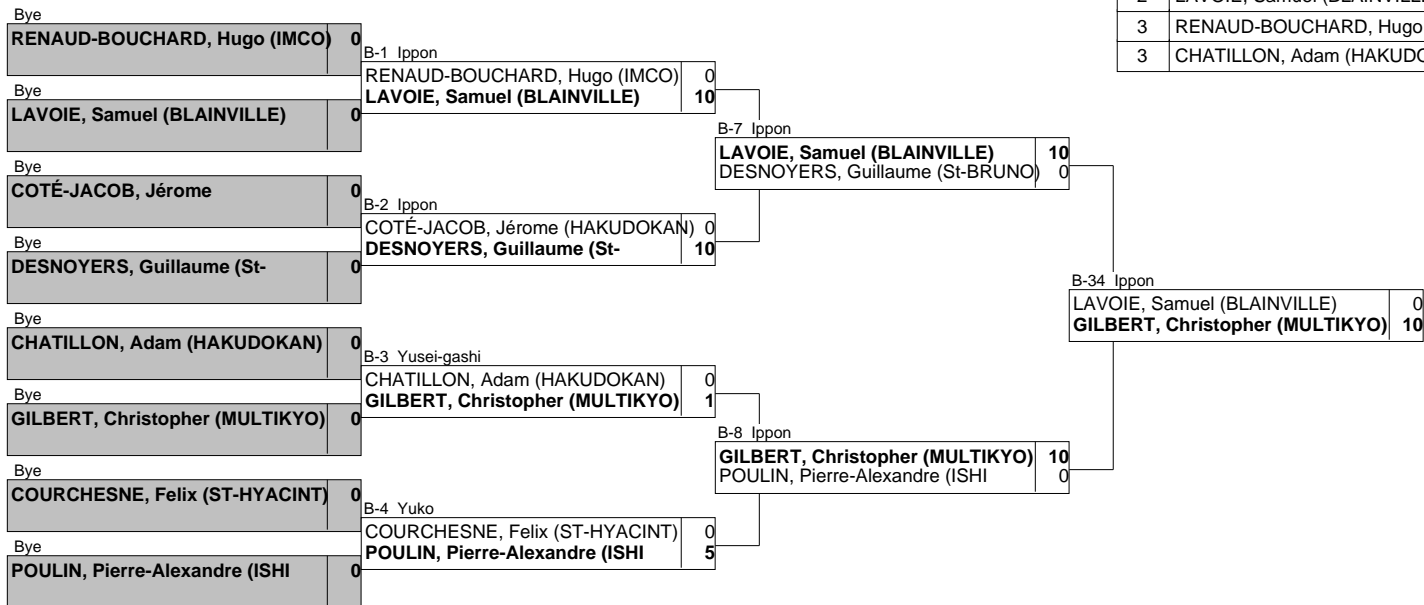 2 LAVOIE, Samuel
3 RENAUD-BOUCHARD, Hugo
3 CHATILLON, Adam
Bye
RENAUD-BOUCHARD, Hugo (IMCO) 0
Bye
LAVOIE, Samuel (BLAINVILLE) 0
Bye
COTÉ-JACOB, Jérome 0
Bye
DESNOYERS, Guillaume (St- 0
Bye
CHATILLON, Adam (HAKUDOKAN) 0
Bye
GILBERT, Christopher (MULTIKYO) 0
Bye
COURCHESNE, Felix (ST-HYACINT) 0
Bye
POULIN, Pierre-Alexandre (ISHI 0
B-1 Ippon
RENAUD-BOUCHARD, Hugo (IMCO) 0
LAVOIE, Samuel (BLAINVILLE) 10
B-2 Ippon
COTÉ-JACOB, Jérome (HAKUDOKAN) 0
DESNOYERS, Guillaume (St- 10
B-3 Yusei-gashi
CHATILLON, Adam (HAKUDOKAN) 0
GILBERT, Christopher (MULTIKYO) 1
B-4 Yuko
COURCHESNE, Felix (ST-HYACINT) 0
POULIN, Pierre-Alexandre (ISHI 5
B-7 Ippon
LAVOIE, Samuel (BLAINVILLE) 10
DESNOYERS, Guillaume (St-BRUNO) 0
B-8 Ippon
GILBERT, Christopher (MULTIKYO) 10
POULIN, Pierre-Alexandre (ISHI 0
B-34 Ippon
LAVOIE, Samuel (BLAINVILLE) 0
GILBERT, Christopher (MULTIKYO) 10